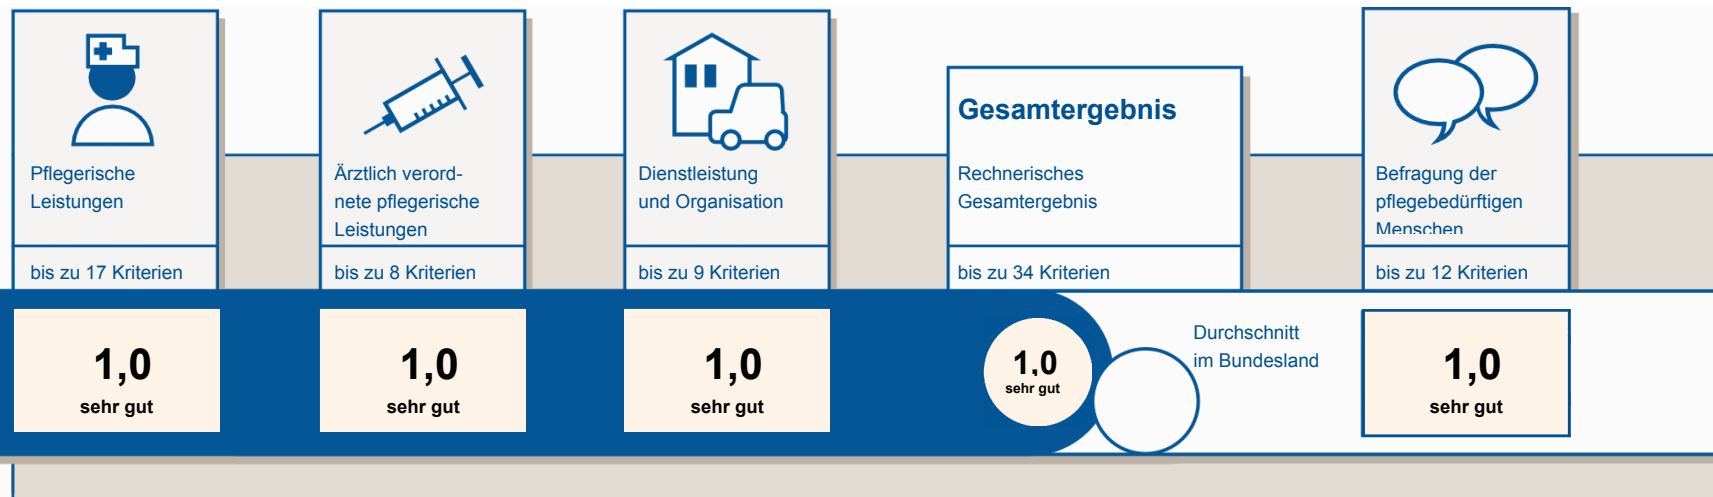 Pflegerische
Leistungen
bis zu 17 Kriterien
1,0
sehr gut
Ärztlich verord-
nete pflegerische
Leistungen
bis zu 8 Kriterien
1,0
sehr gut
Dienstleistung
und Organisation
bis zu 9 Kriterien
1,0
sehr gut
Gesamtergebnis
Rechnerisches
Gesamtergebnis
bis zu 34 Kriterien
1,0
sehr gut
Durchschnitt
im Bundesland
Befragung der
pflegebedürftigen
Menschen
bis zu 12 Kriterien
1,0
sehr gut